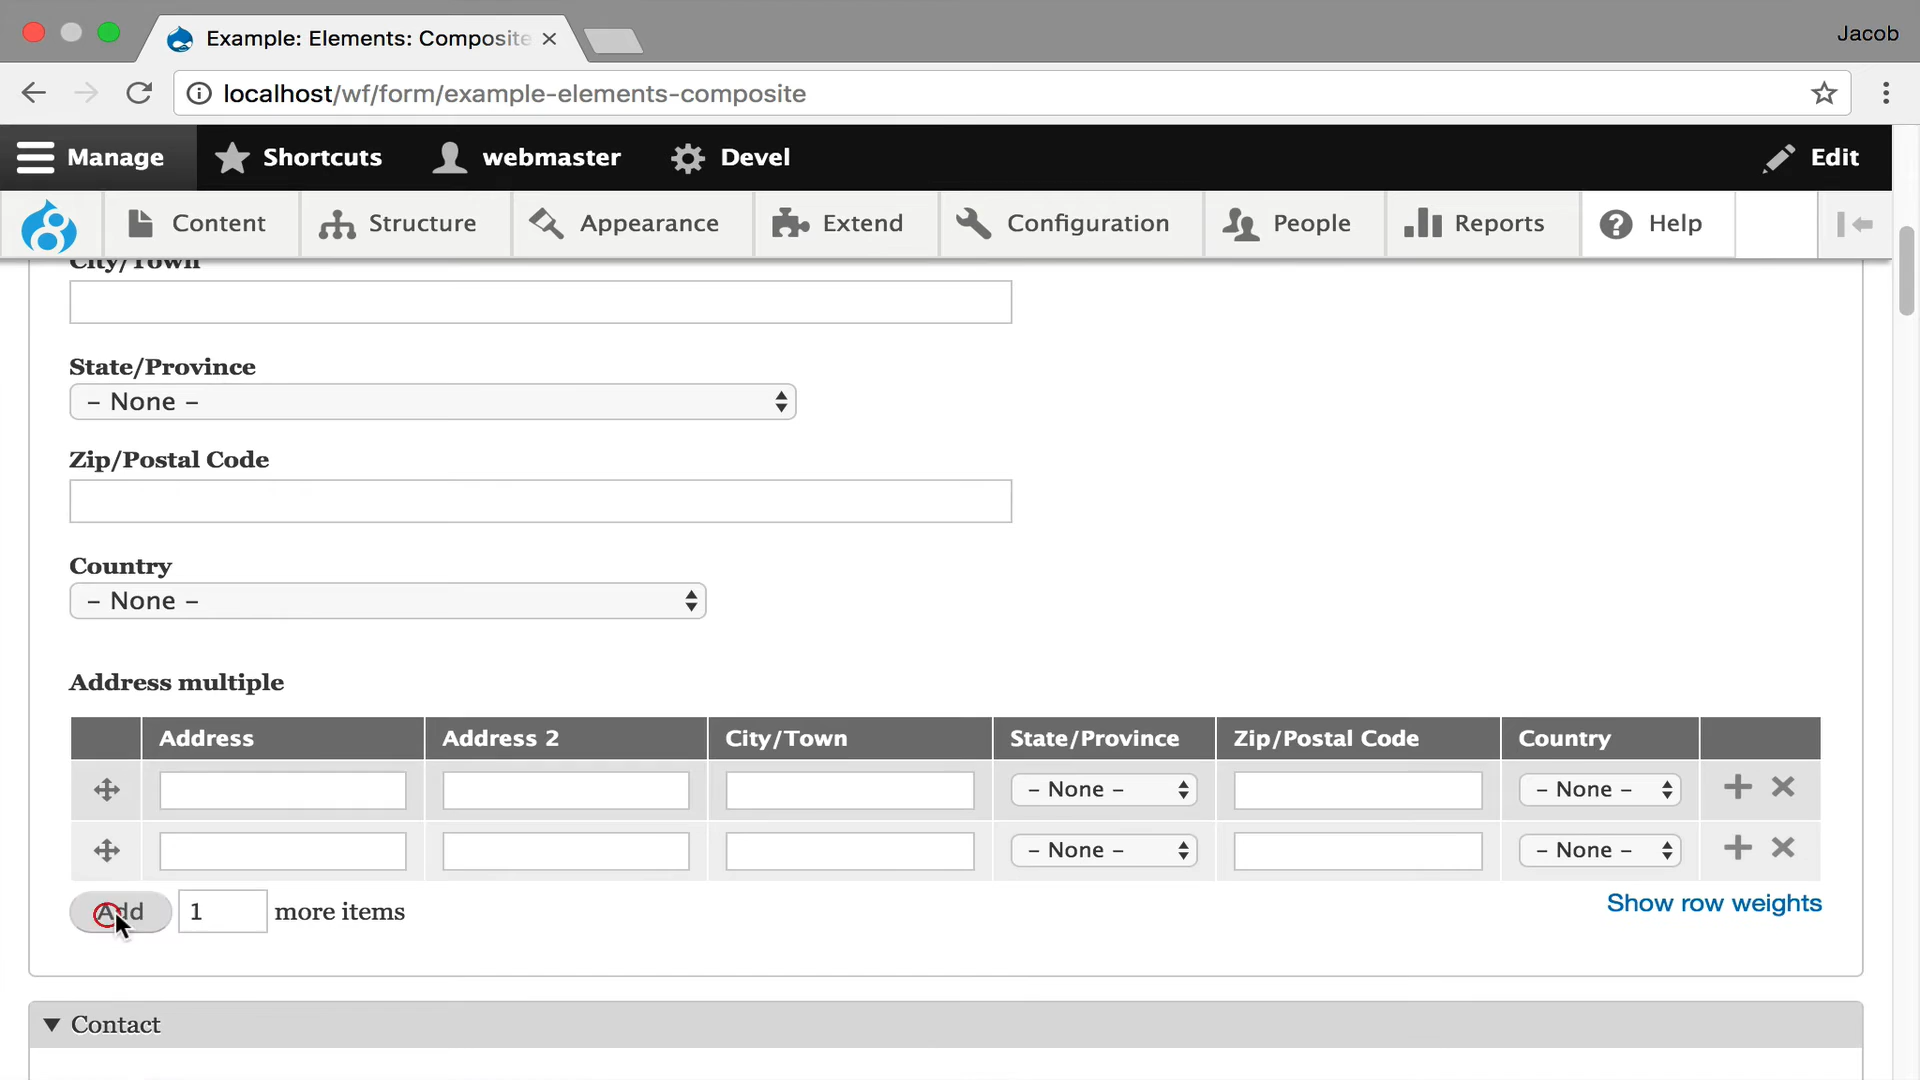 Example: Elements: Composite
Jacob
localhost/wf/form/example-elements-composite
Manage Shortcuts webmaster Devel Edit
Content Structure Appearance Extend Configuration People Reports Help
City/Town
State/Province
– None –
Zip/Postal Code
Country
– None –
Address multiple
Address Address 2 City/Town State/Province Zip/Postal Code Country
– None – – None –
– None – – None –
Add 1 more items Show row weights
Contact